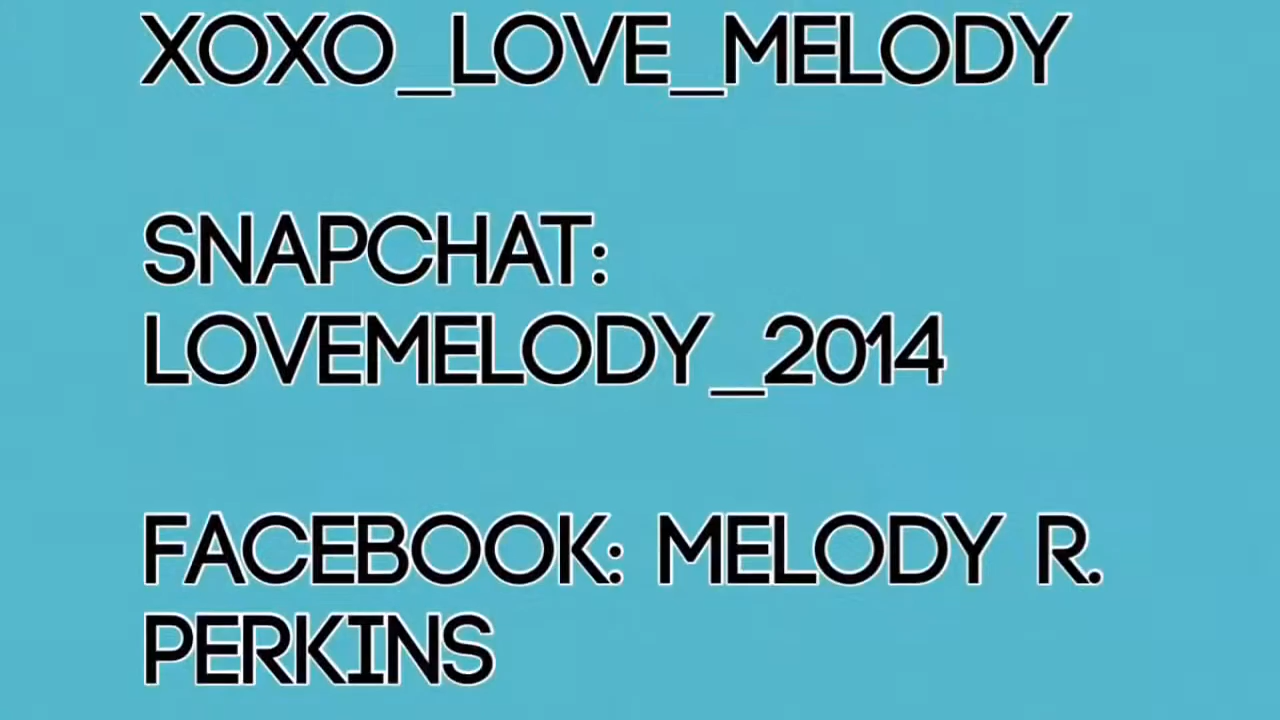 XOXO_LOVE_MELODY
SNAPCHAT:
LOVEMELODY_2014
FACEBOOK: MELODY R.
PERKINS